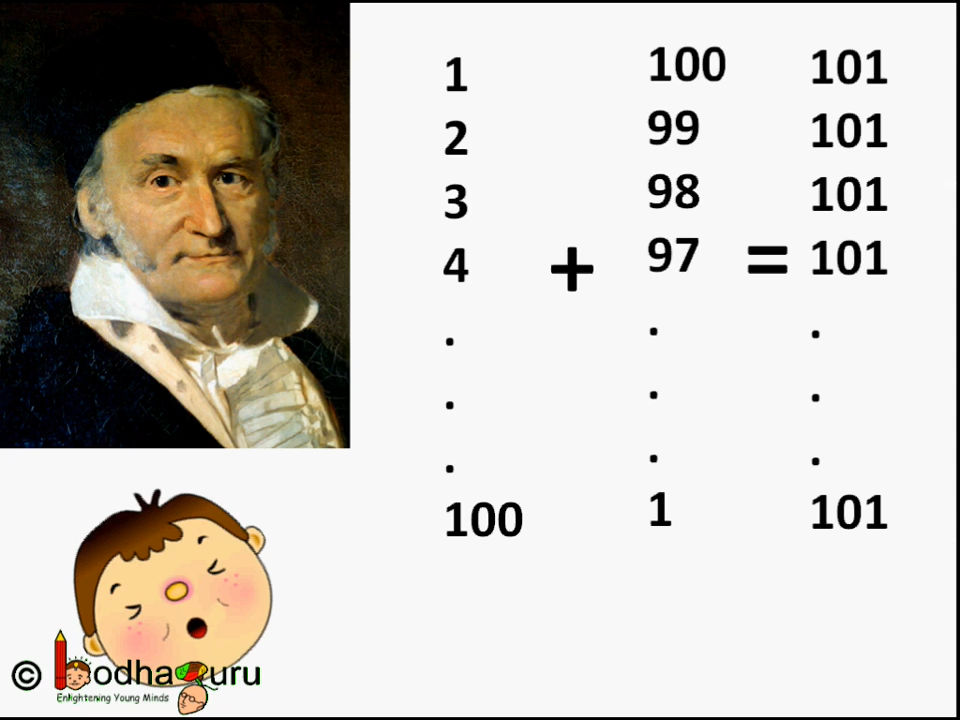 1 100 101
2 99 101
3 98 101
4 + 97 = 101
. . .
. . .
. . .
100 1 101
© bodhaguru
Enlightening Young Minds